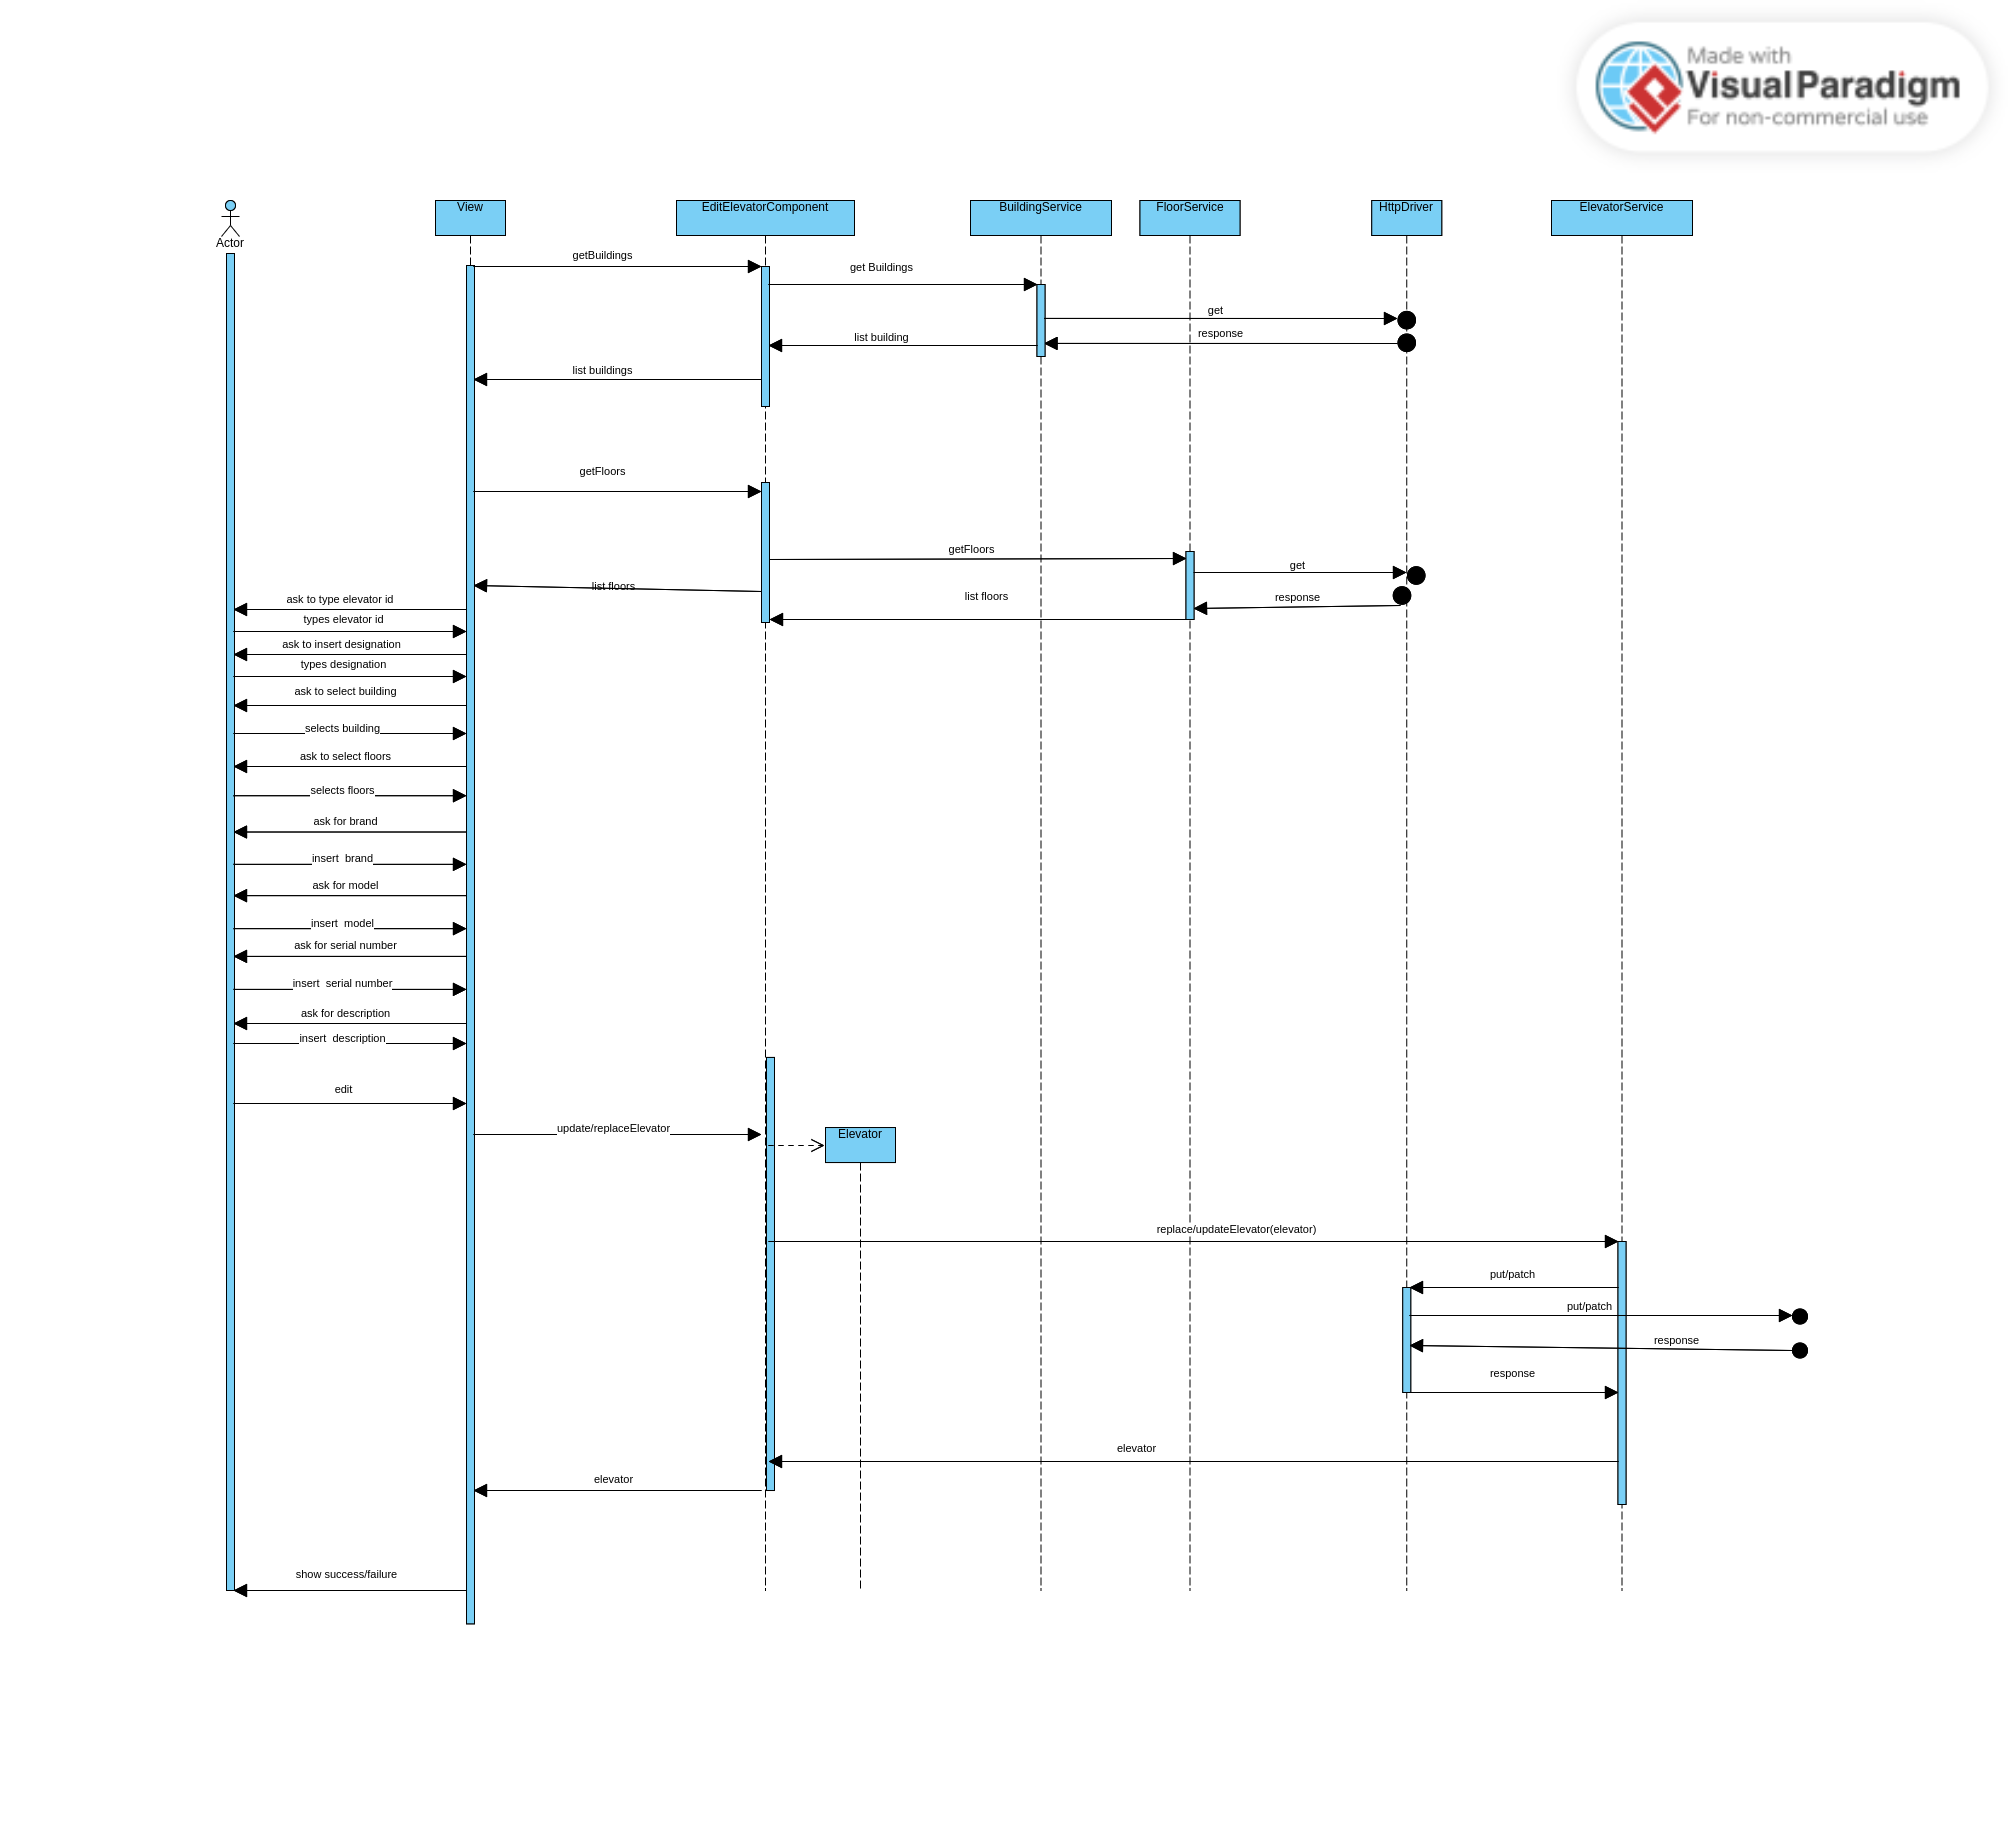 Made with
Visual Paradigm
For non-commercial use
Actor
View
EditElevatorComponent
BuildingService
FloorService
HttpDriver
ElevatorService
getBuildings
get Buildings
get
response
list building
list buildings
getFloors
getFloors
get
list floors
list floors
response
ask to type elevator id
types elevator id
ask to insert designation
types designation
ask to select building
selects building
ask to select floors
selects floors
ask for brand
insert  brand
ask for model
insert  model
ask for serial number
insert  serial number
ask for description
insert  description
edit
update/replaceElevator
Elevator
replace/updateElevator(elevator)
put/patch
put/patch
response
response
elevator
elevator
show success/failure